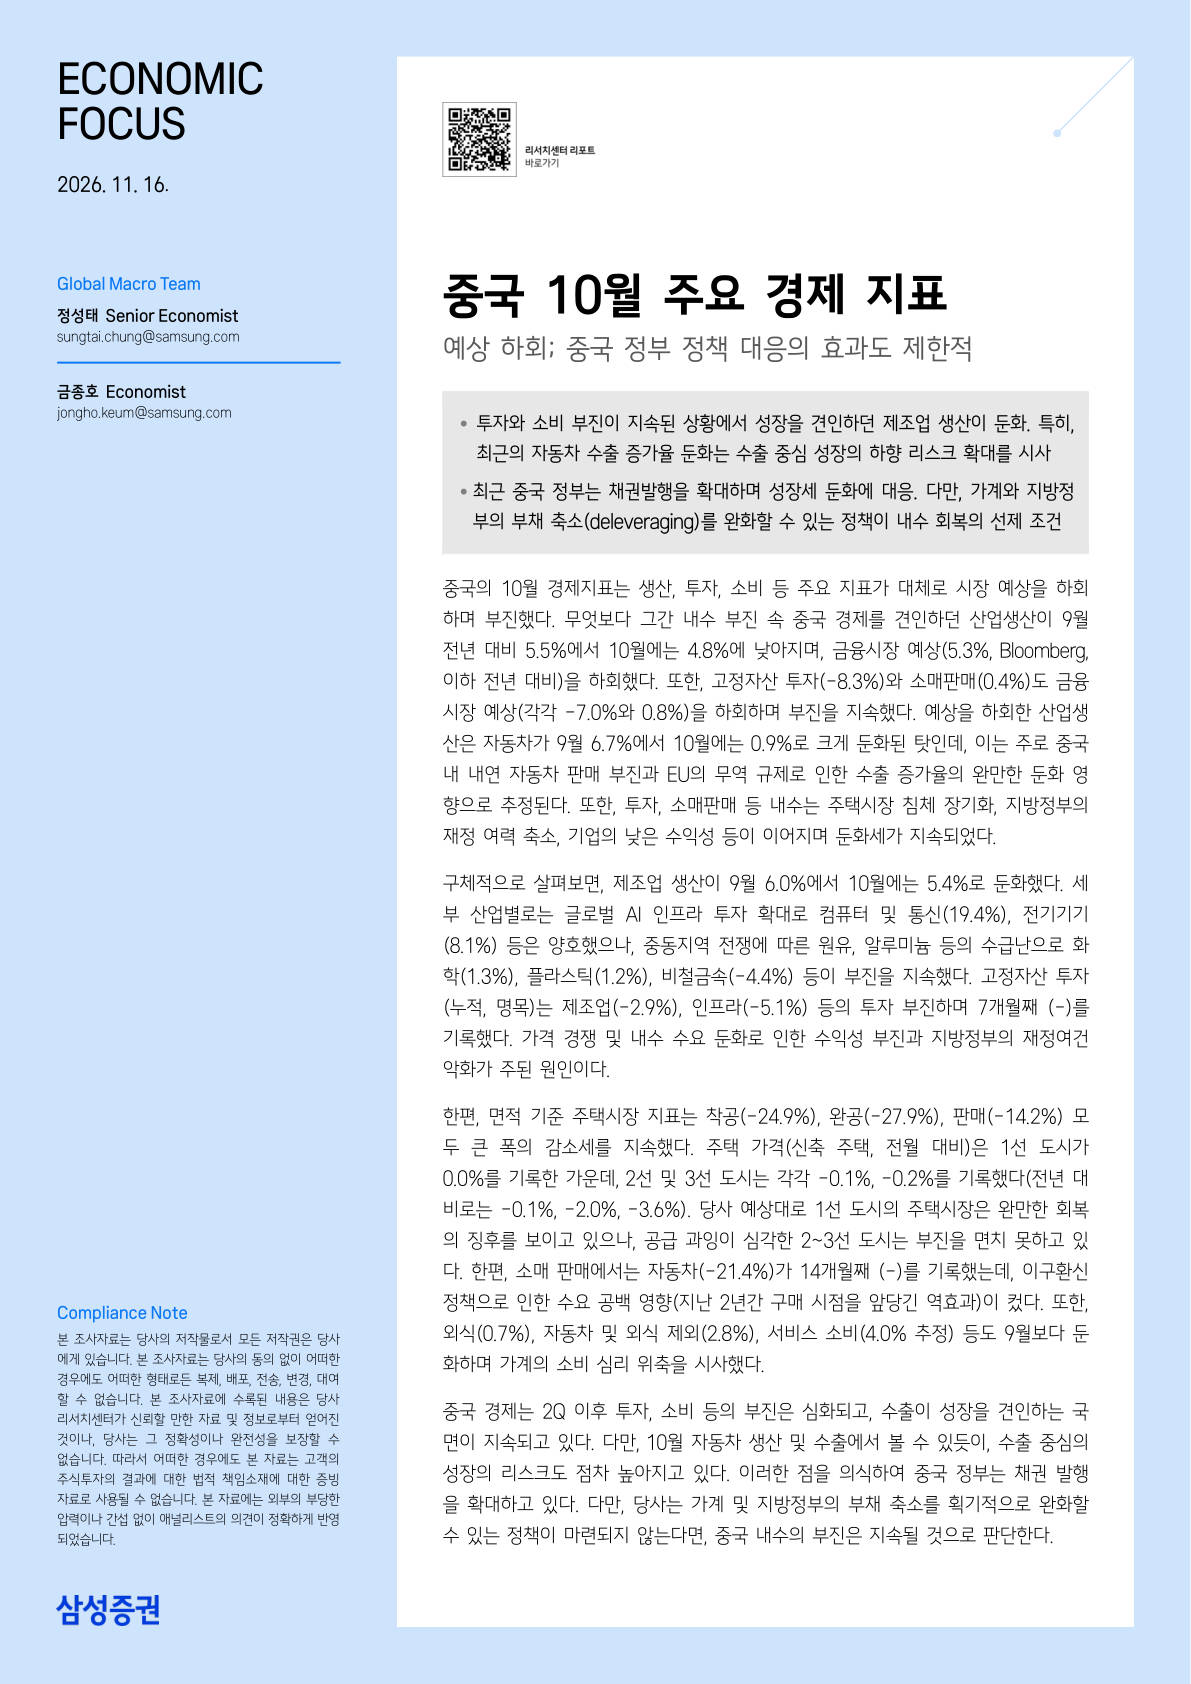 ECONOMIC
FOCUS
2026. 11. 16.
Global Macro Team
정성태 Senior Economist
sungtai.chung@samsung.com
금종호 Economist
jongho.keum@samsung.com
리서치센터 리포트
바로가기
중국 10월 주요 경제 지표
예상 하회; 중국 정부 정책 대응의 효과도 제한적
• 투자와 소비 부진이 지속된 상황에서 성장을 견인하던 제조업 생산이 둔화. 특히,
최근의 자동차 수출 증가율 둔화는 수출 중심 성장의 하향 리스크 확대를 시사
• 최근 중국 정부는 채권발행을 확대하며 성장세 둔화에 대응. 다만, 가계와 지방정
부의 부채 축소(deleveraging)를 완화할 수 있는 정책이 내수 회복의 선제 조건
중국의 10월 경제지표는 생산, 투자, 소비 등 주요 지표가 대체로 시장 예상을 하회
하며 부진했다. 무엇보다 그간 내수 부진 속 중국 경제를 견인하던 산업생산이 9월
전년 대비 5.5%에서 10월에는 4.8%에 낮아지며, 금융시장 예상(5.3%, Bloomberg,
이하 전년 대비)을 하회했다. 또한, 고정자산 투자(-8.3%)와 소매판매(0.4%)도 금융
시장 예상(각각 -7.0%와 0.8%)을 하회하며 부진을 지속했다. 예상을 하회한 산업생
산은 자동차가 9월 6.7%에서 10월에는 0.9%로 크게 둔화된 탓인데, 이는 주로 중국
내 내연 자동차 판매 부진과 EU의 무역 규제로 인한 수출 증가율의 완만한 둔화 영
향으로 추정된다. 또한, 투자, 소매판매 등 내수는 주택시장 침체 장기화, 지방정부의
재정 여력 축소, 기업의 낮은 수익성 등이 이어지며 둔화세가 지속되었다.
구체적으로 살펴보면, 제조업 생산이 9월 6.0%에서 10월에는 5.4%로 둔화했다. 세
부 산업별로는 글로벌 AI 인프라 투자 확대로 컴퓨터 및 통신(19.4%), 전기기기
(8.1%) 등은 양호했으나, 중동지역 전쟁에 따른 원유, 알루미늄 등의 수급난으로 화
학(1.3%), 플라스틱(1.2%), 비철금속(-4.4%) 등이 부진을 지속했다. 고정자산 투자
(누적, 명목)는 제조업(-2.9%), 인프라(-5.1%) 등의 투자 부진하며 7개월째 (-)를
기록했다. 가격 경쟁 및 내수 수요 둔화로 인한 수익성 부진과 지방정부의 재정여건
악화가 주된 원인이다.
한편, 면적 기준 주택시장 지표는 착공(-24.9%), 완공(-27.9%), 판매(-14.2%) 모
두 큰 폭의 감소세를 지속했다. 주택 가격(신축 주택, 전월 대비)은 1선 도시가
0.0%를 기록한 가운데, 2선 및 3선 도시는 각각 -0.1%, -0.2%를 기록했다(전년 대
비로는 -0.1%, -2.0%, -3.6%). 당사 예상대로 1선 도시의 주택시장은 완만한 회복
의 징후를 보이고 있으나, 공급 과잉이 심각한 2~3선 도시는 부진을 면치 못하고 있
다. 한편, 소매 판매에서는 자동차(-21.4%)가 14개월째 (-)를 기록했는데, 이구환신
정책으로 인한 수요 공백 영향(지난 2년간 구매 시점을 앞당긴 역효과)이 컸다. 또한,
외식(0.7%), 자동차 및 외식 제외(2.8%), 서비스 소비(4.0% 추정) 등도 9월보다 둔
화하며 가계의 소비 심리 위축을 시사했다.
중국 경제는 2Q 이후 투자, 소비 등의 부진은 심화되고, 수출이 성장을 견인하는 국
면이 지속되고 있다. 다만, 10월 자동차 생산 및 수출에서 볼 수 있듯이, 수출 중심의
성장의 리스크도 점차 높아지고 있다. 이러한 점을 의식하여 중국 정부는 채권 발행
을 확대하고 있다. 다만, 당사는 가계 및 지방정부의 부채 축소를 획기적으로 완화할
수 있는 정책이 마련되지 않는다면, 중국 내수의 부진은 지속될 것으로 판단한다.
Compliance Note
본 조사자료는 당사의 저작물로서 모든 저작권은 당사
에게 있습니다. 본 조사자료는 당사의 동의 없이 어떠한
경우에도 어떠한 형태로든 복제, 배포, 전송, 변경, 대여
할 수 없습니다. 본 조사자료에 수록된 내용은 당사
리서치센터가 신뢰할 만한 자료 및 정보로부터 얻어진
것이나, 당사는 그 정확성이나 완전성을 보장할 수
없습니다. 따라서 어떠한 경우에도 본 자료는 고객의
주식투자의 결과에 대한 법적 책임소재에 대한 증빙
자료로 사용될 수 없습니다. 본 자료에는 외부의 부당한
압력이나 간섭 없이 애널리스트의 의견이 정확하게 반영
되었습니다.
삼성증권